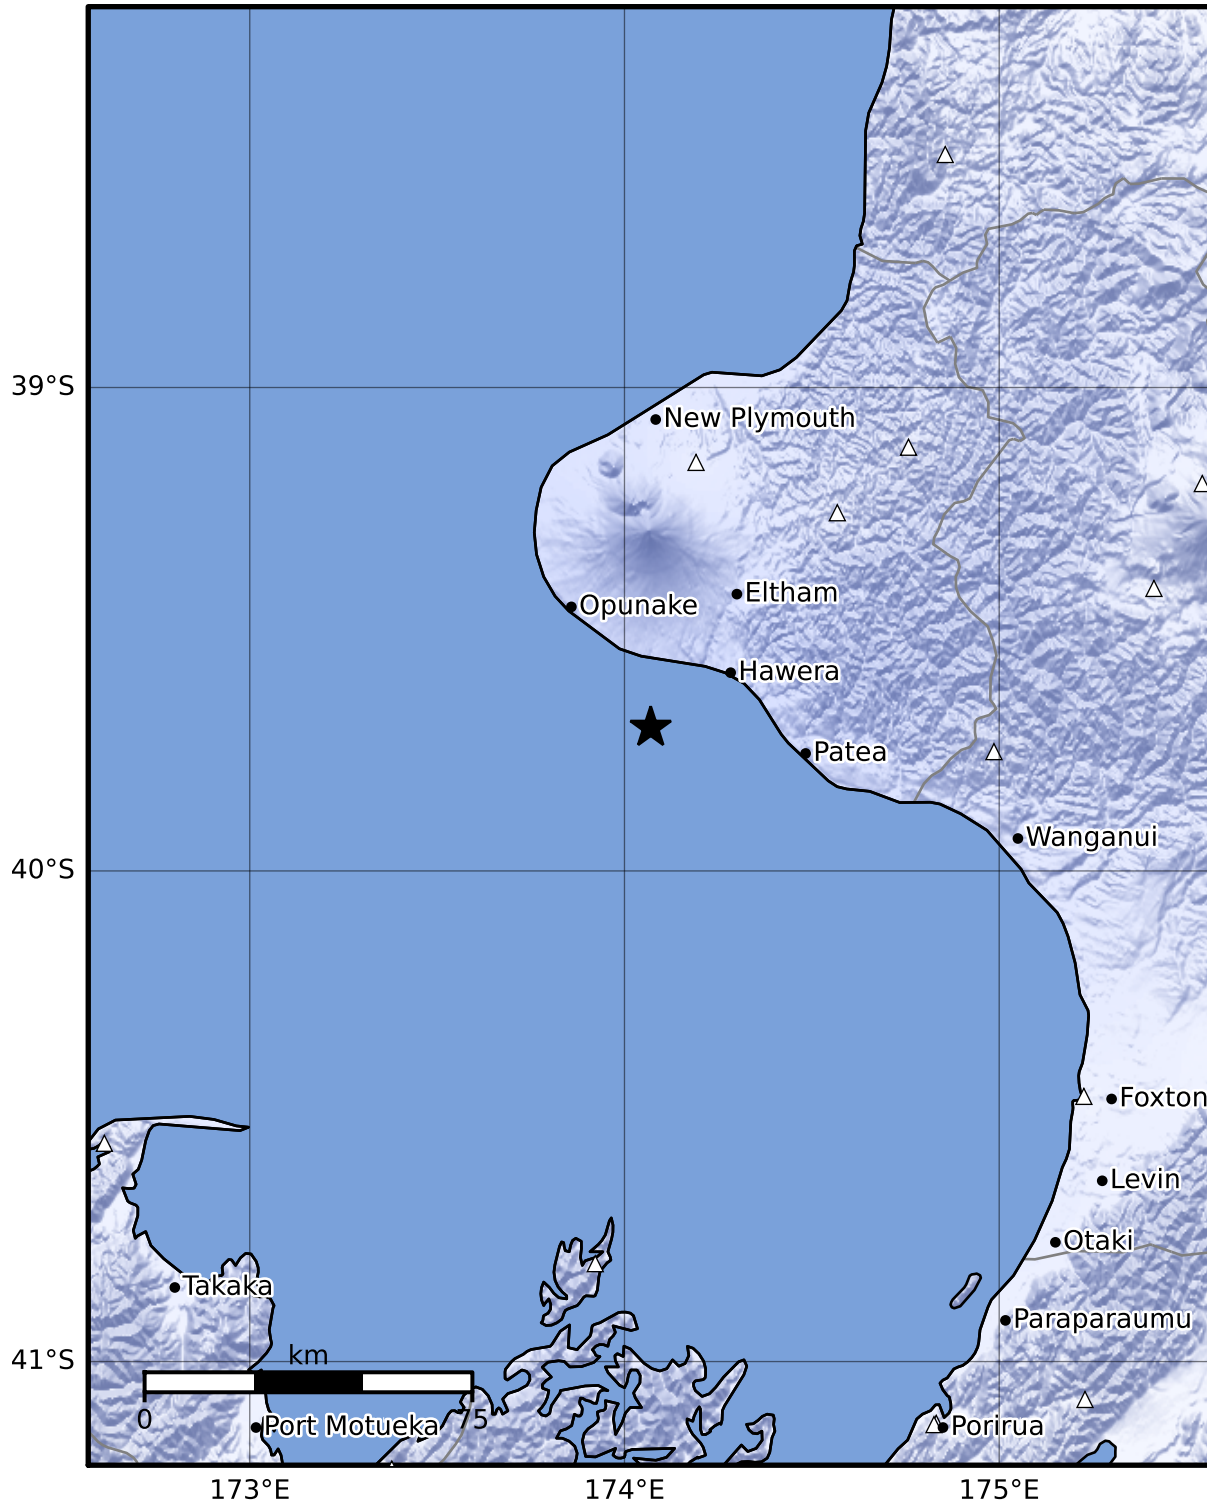 39°S
New Plymouth
Opunake
Eltham
Hawera
Patea
Wanganui
40°S
Foxton
Levin
Otaki
Takaka
Paraparaumu
km
41°S
0
75
Port Motueka
Porirua
173°E
174°E
175°E